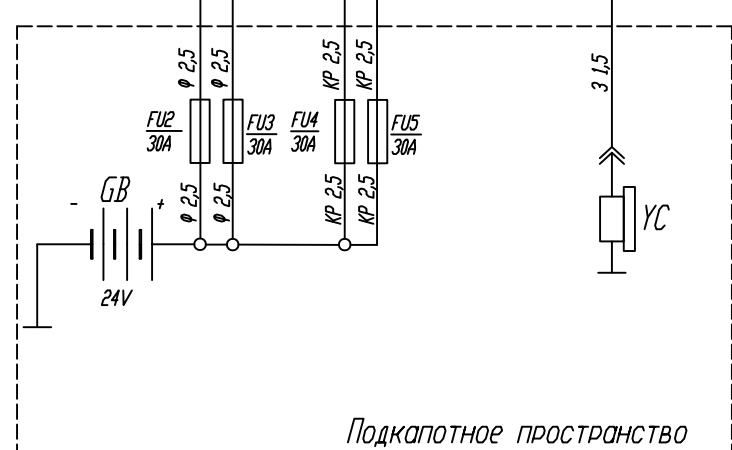 Ф 2,5
Ф 2,5
КР 2,5
КР 2,5
З 1,5
FU2
30A
FU3
30A
FU4
30A
FU5
30A
Ф 2,5
Ф 2,5
КР 2,5
КР 2,5
- GB +
24V
YC
Подкапотное пространство